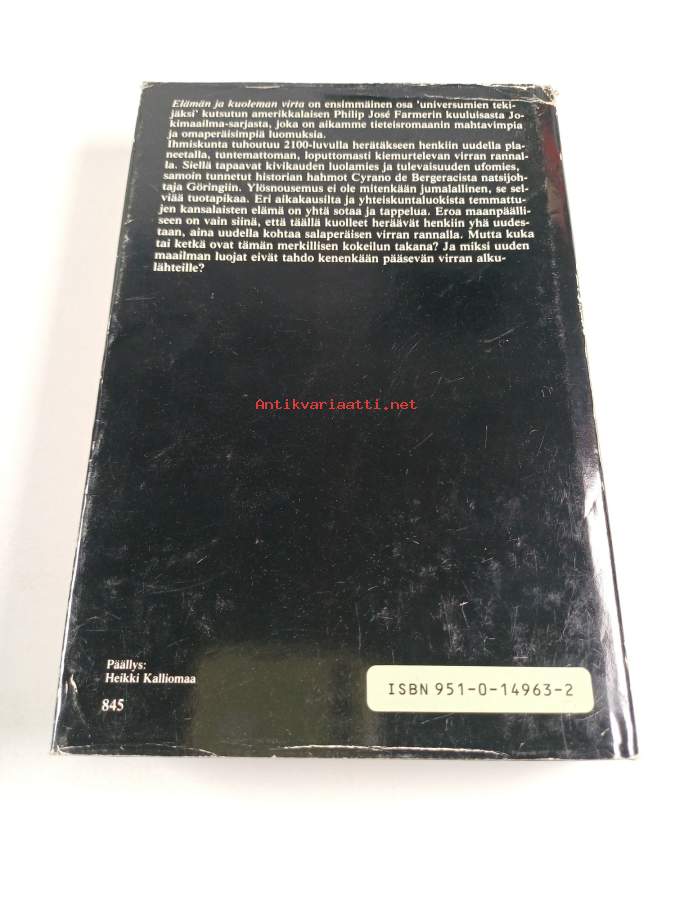 Elämän ja kuoleman virta on ensimmäinen osa 'universumien teki-
jäksi' kutsutun amerikkalaisen Philip José Farmerin kuuluisasta Jo-
kimaailma-sarjasta, joka on aikamme tieteisromaanin mahtavimpia
ja omaperäisimpiä luomuksia.
Ihmiskunta tuhoutuu 2100-luvulla herätäkseen henkiin uudella pla-
neetalla, tuntemattoman, loputtomasti kiemurtelevan virran rannal-
la. Siellä tapaavat kivikauden luolamies ja tulevaisuuden ufomies,
samoin tunnetut historian hahmot Cyrano de Bergeracista natsijoh-
taja Göringiin. Ylösnousemus ei ole mitenkään jumalallinen, se sel-
viää tuotapikaa. Eri aikakausilta ja yhteiskuntaluokista temmattu-
jen kansalaisten elämä on yhtä sotaa ja tappelua. Eroa maanpäälli-
seen on vain siinä, että täällä kuolleet heräävät henkiin yhä uudes-
taan, aina uudella kohtaa salaperäisen virran rannalla. Mutta kuka
tai ketkä ovat tämän merkillisen kokeilun takana? Ja miksi uuden
maailman luojat eivät tahdo kenenkään pääsevän virran alku-
lähteille?
Antikvariaatti.net
Päällys:
Heikki Kalliomaa
845
ISBN 951-0-14963-2